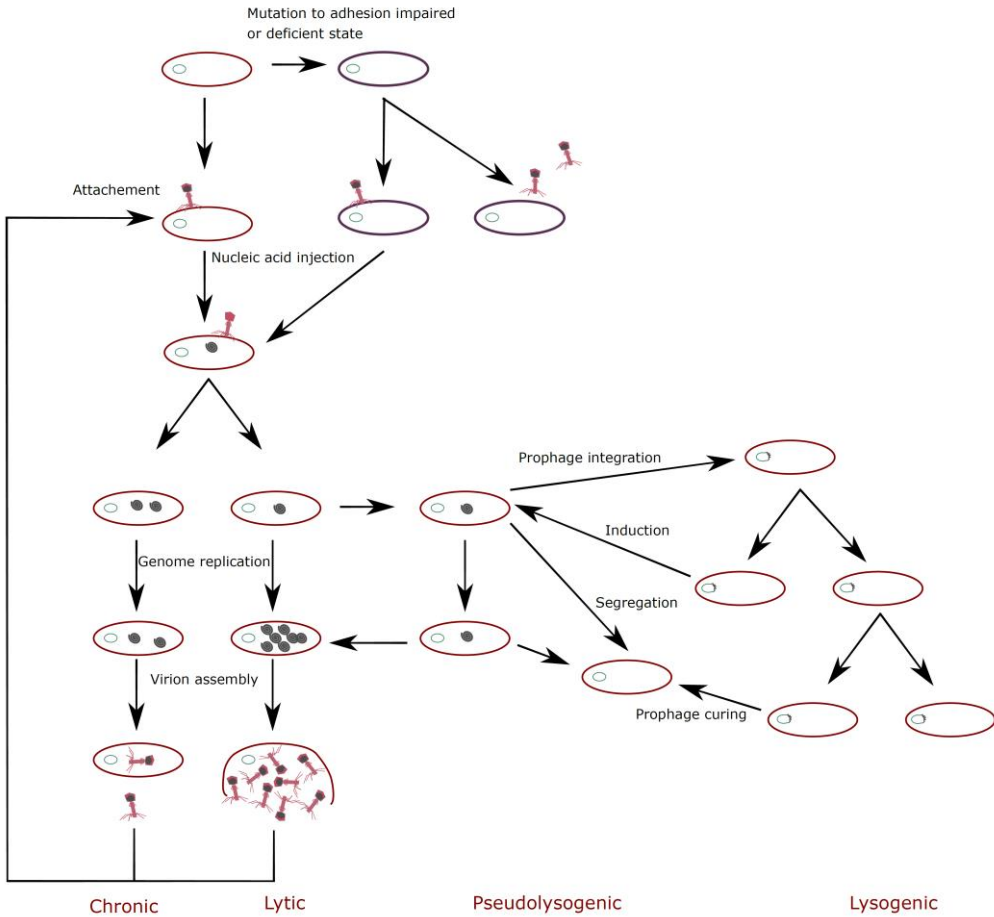 Mutation to adhesion impaired
or deficient state
Attachement
Nucleic acid injection
Prophage integration
Induction
Genome replication
Segregation
Virion assembly
Prophage curing
Chronic
Lytic
Pseudolysogenic
Lysogenic